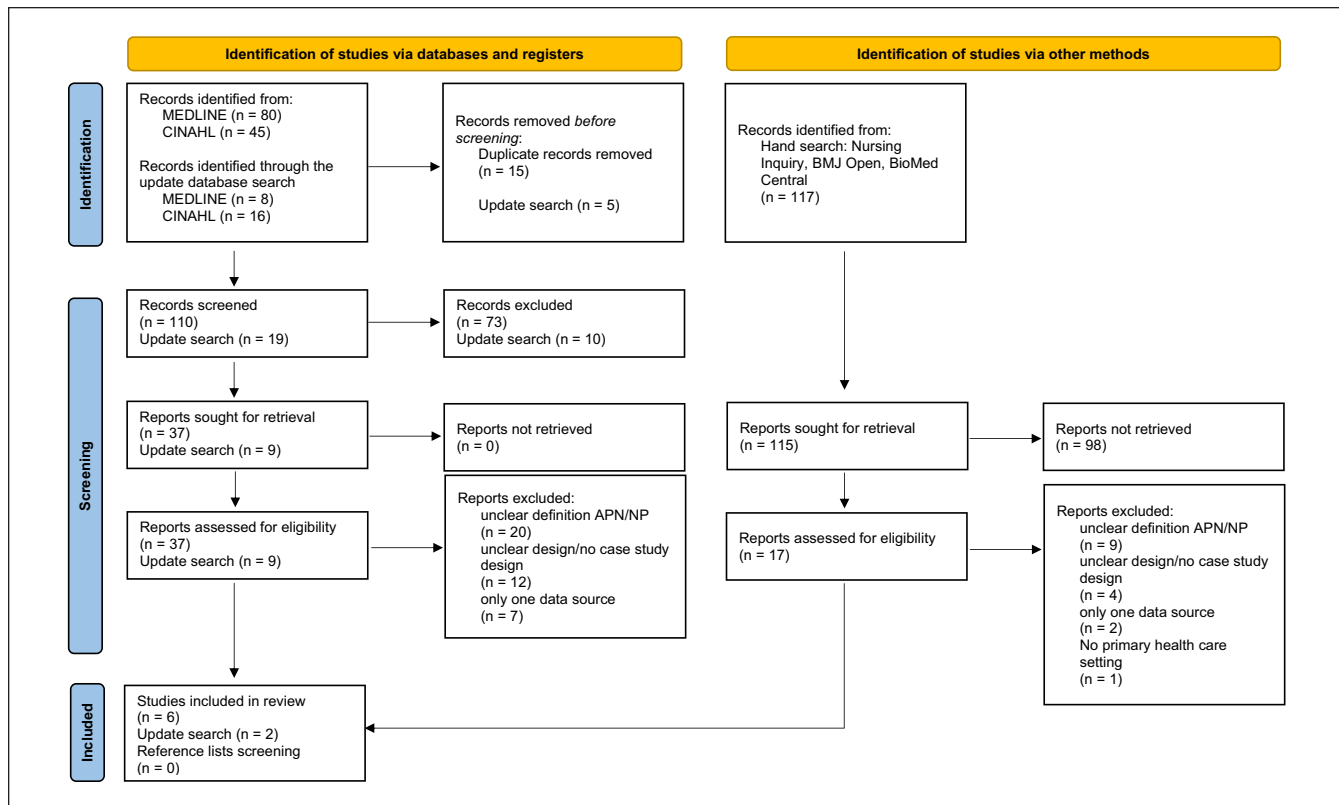 Identification of studies via databases and registers
Identification of studies via other methods
Identification
Records identified from:
MEDLINE (n = 80)
CINAHL (n = 45)
Records identified through the
update database search
MEDLINE (n = 8)
CINAHL (n = 16)
Records removed before
screening:
Duplicate records removed
(n = 15)
Update search (n = 5)
Records identified from:
Hand search: Nursing
Inquiry, BMJ Open, BioMed
Central
(n = 117)
Screening
Records screened
(n = 110)
Update search (n = 19)
Records excluded
(n = 73)
Update search (n = 10)
Reports sought for retrieval
(n = 37)
Update search (n = 9)
Reports not retrieved
(n = 0)
Reports sought for retrieval
(n = 115)
Reports not retrieved
(n = 98)
Reports assessed for eligibility
(n = 37)
Update search (n = 9)
Reports excluded:
unclear definition APN/NP
(n = 20)
unclear design/no case study
design
(n = 12)
only one data source
(n = 7)
Reports assessed for eligibility
(n = 17)
Reports excluded:
unclear definition APN/NP
(n = 9)
unclear design/no case study
design
(n = 4)
only one data source
(n = 2)
No primary health care
setting
(n = 1)
Included
Studies included in review
(n = 6)
Update search (n = 2)
Reference lists screening
(n = 0)